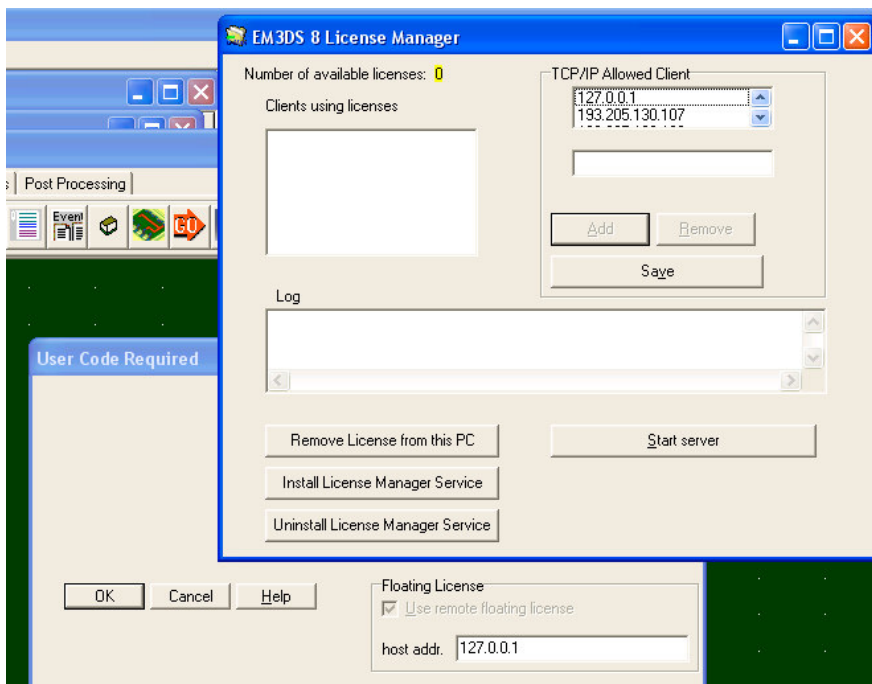 EM3DS 8 License Manager
Number of available licenses: 0
Clients using licenses
TCP/IP Allowed Client
127.0.0.1
193.205.130.107
Add
Remove
Save
Log
Remove License from this PC
Start server
Install License Manager Service
Uninstall License Manager Service
Post Processing
Event
GO
User Code Required
OK
Cancel
Help
Floating License
Use remote floating license
host addr. 127.0.0.1